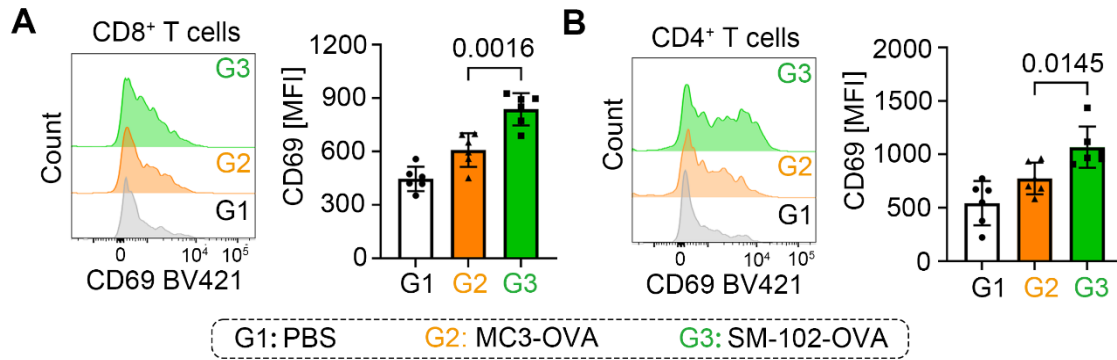 A
CD8⁺ T cells
G3
G2
G1
Count
0 10⁴ 10⁵
CD69 BV421
CD69 [MFI]
1200
900
600
300
0
0.0016
G1 G2 G3
B
CD4⁺ T cells
G3
G2
G1
Count
0 10⁴ 10⁵
CD69 BV421
CD69 [MFI]
2000
1500
1000
500
0
0.0145
G1 G2 G3
G1: PBS G2: MC3-OVA G3: SM-102-OVA